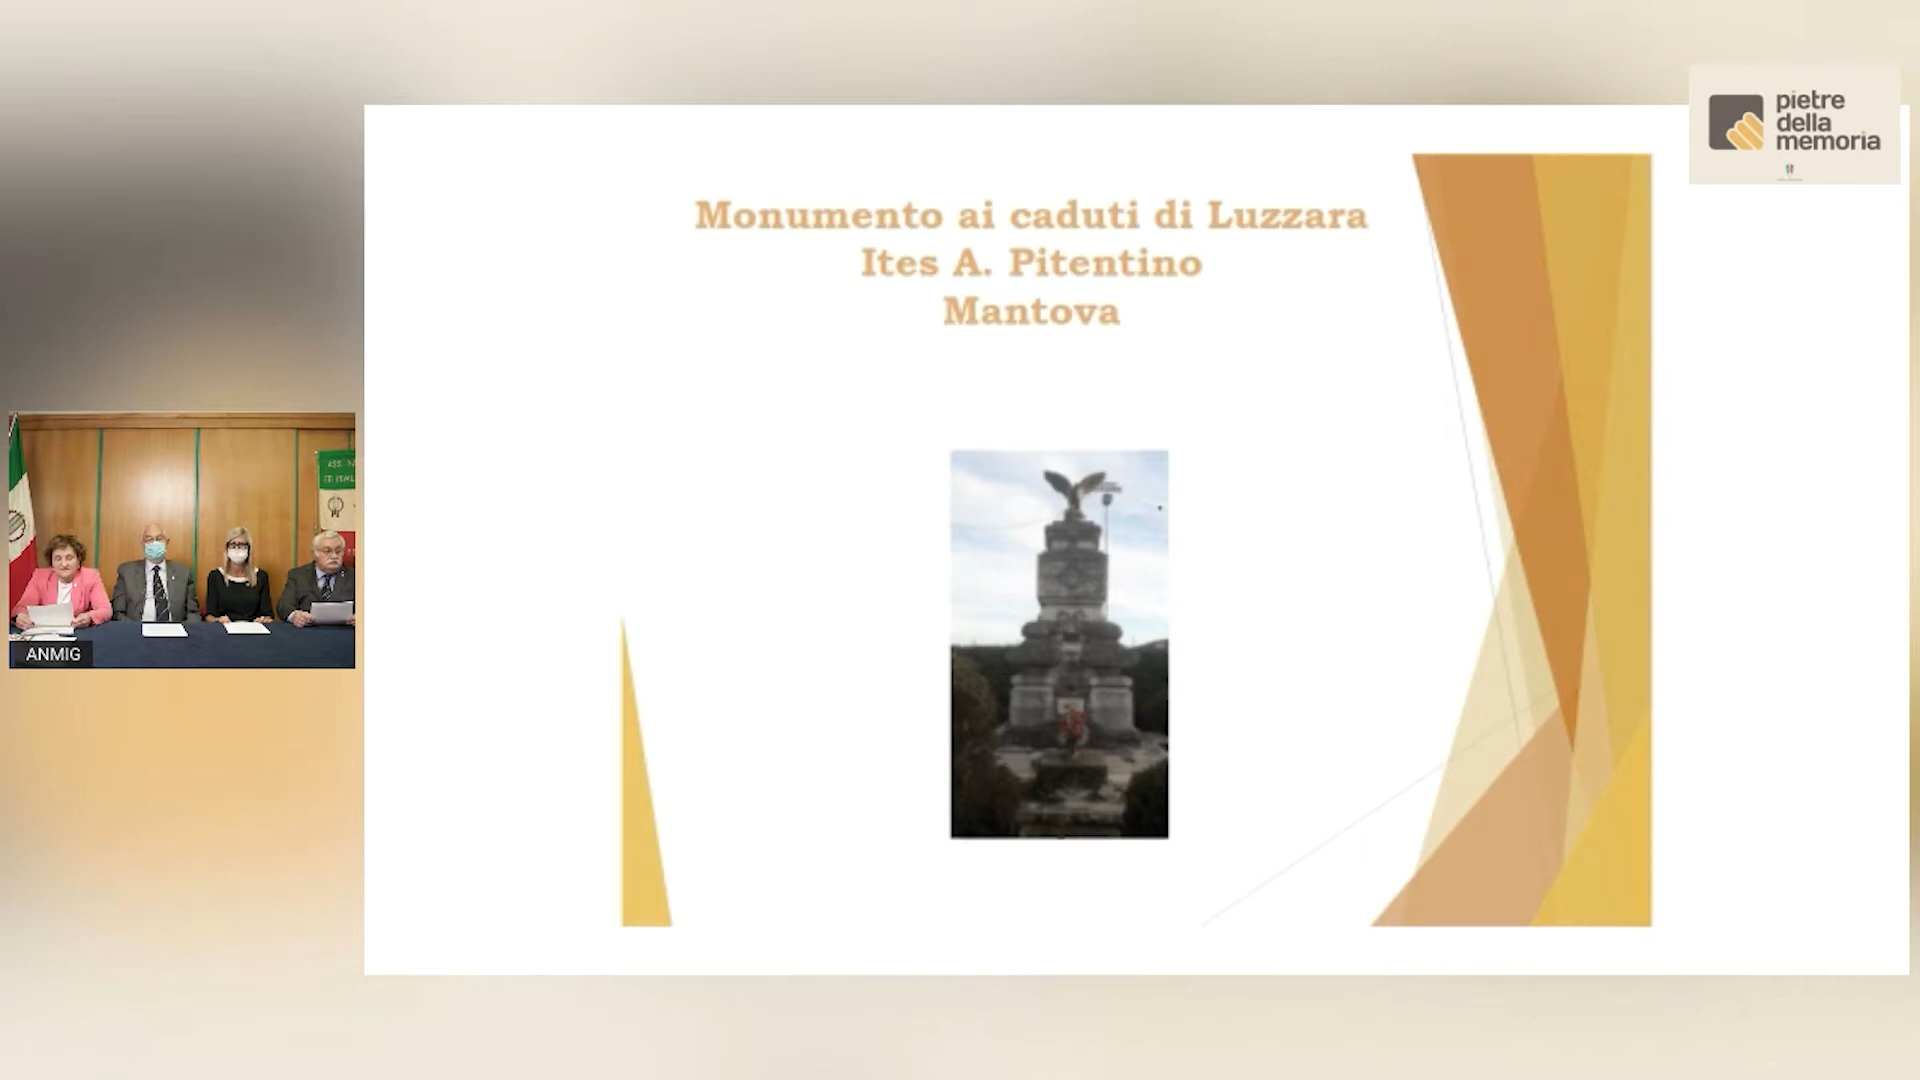 pietre
della
memoria
Monumento ai caduti di Luzzara
Ites A. Pitentino
Mantova
ANMIG